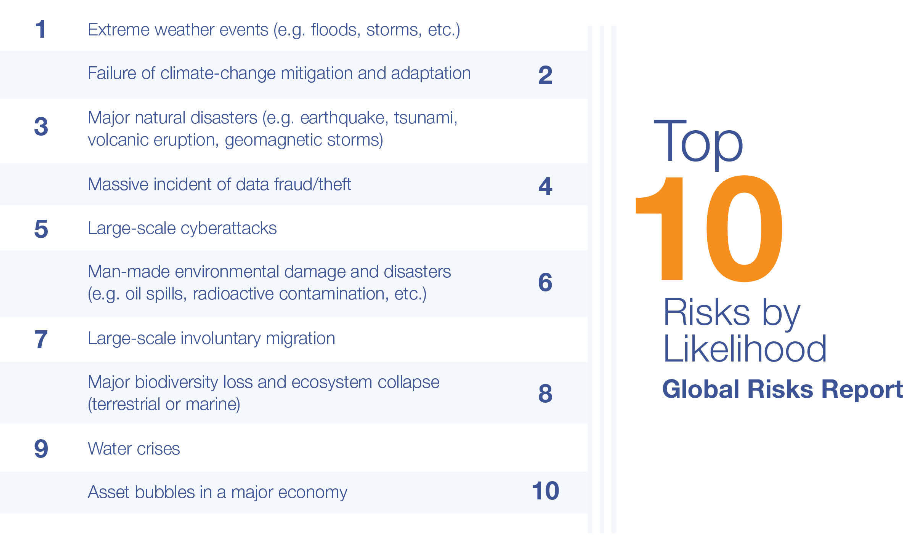 1 Extreme weather events (e.g. floods, storms, etc.)
Failure of climate-change mitigation and adaptation 2
3 Major natural disasters (e.g. earthquake, tsunami,
volcanic eruption, geomagnetic storms)
Massive incident of data fraud/theft 4
5 Large-scale cyberattacks
Man-made environmental damage and disasters
(e.g. oil spills, radioactive contamination, etc.) 6
7 Large-scale involuntary migration
Major biodiversity loss and ecosystem collapse
(terrestrial or marine) 8
9 Water crises
Asset bubbles in a major economy 10
Top
10
Risks by
Likelihood
Global Risks Report